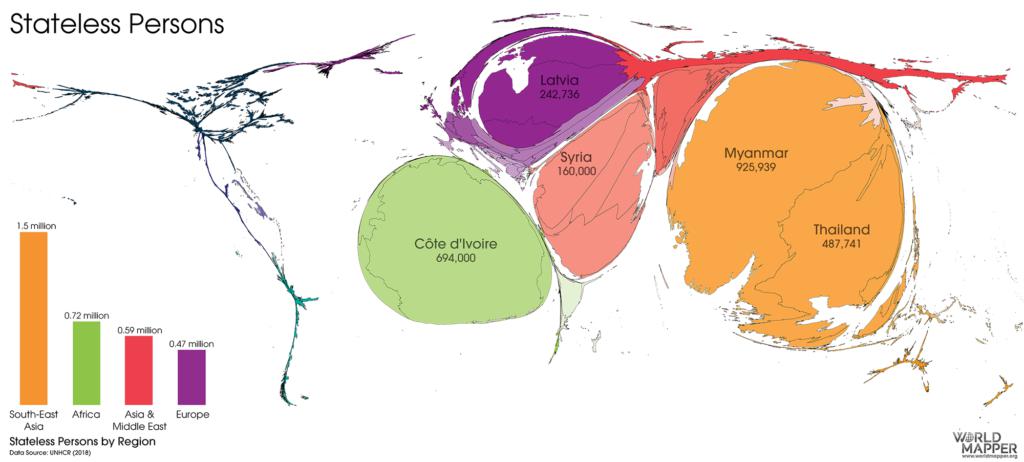 Stateless Persons
Latvia
242,736
Syria
160,000
Myanmar
925,939
Thailand
487,741
Côte d'Ivoire
694,000
1.5 million
0.72 million
0.59 million
0.47 million
South-East
Asia
Africa
Asia &
Middle East
Europe
Stateless Persons by Region
Data Source: UNHCR (2018)
WORLD
MAPPER
www.worldmapper.org